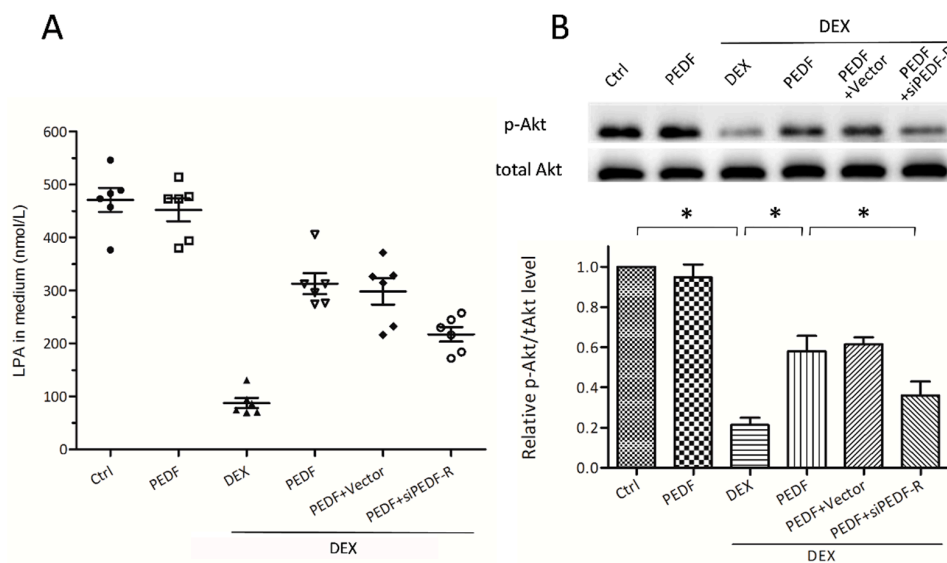 A
LPA in medium (nmol/L)
600
500
400
300
200
100
0
Ctrl
PEDF
DEX
PEDF
PEDF+Vector
PEDF+siPEDF-R
DEX
B
DEX
Ctrl
PEDF
DEX
PEDF
PEDF
+Vector
PEDF
+siPEDF-R
p-Akt
total Akt
* * *
Relative p-Akt/tAkt level
1.0
0.8
0.6
0.4
0.2
0.0
Ctrl
PEDF
DEX
PEDF
PEDF+Vector
PEDF+siPEDF-R
DEX